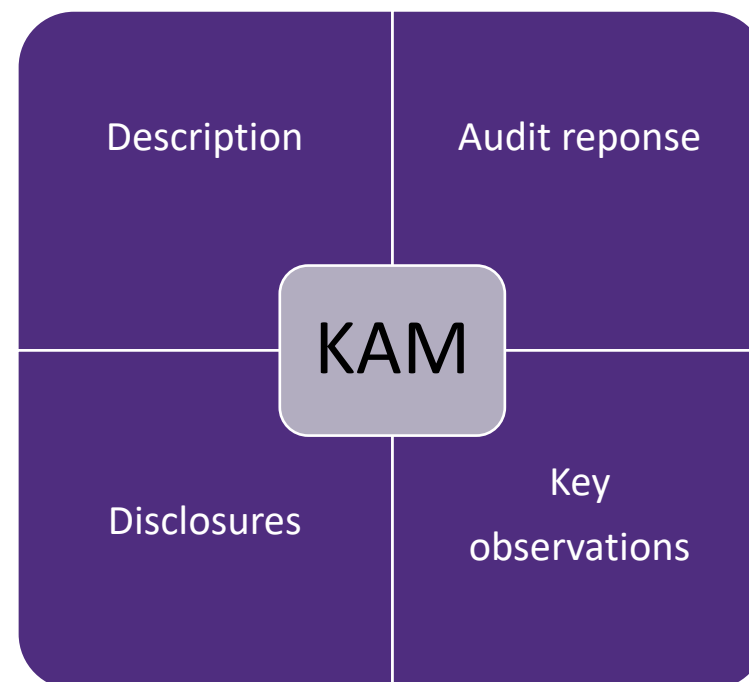 Description
Audit reponse
KAM
Disclosures
Key
observations